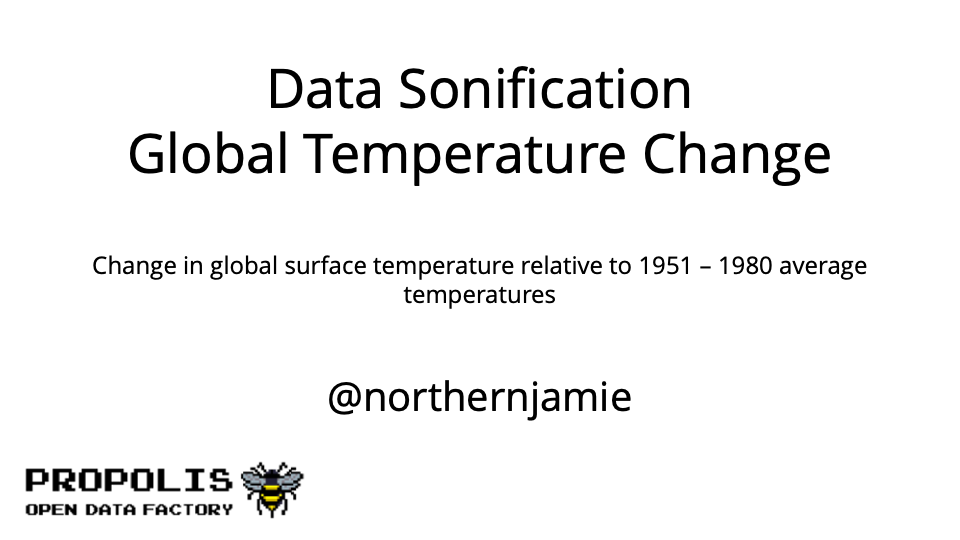 Data Sonification
Global Temperature Change
Change in global surface temperature relative to 1951 – 1980 average
temperatures
@northernjamie
PROPOLIS
OPEN DATA FACTORY